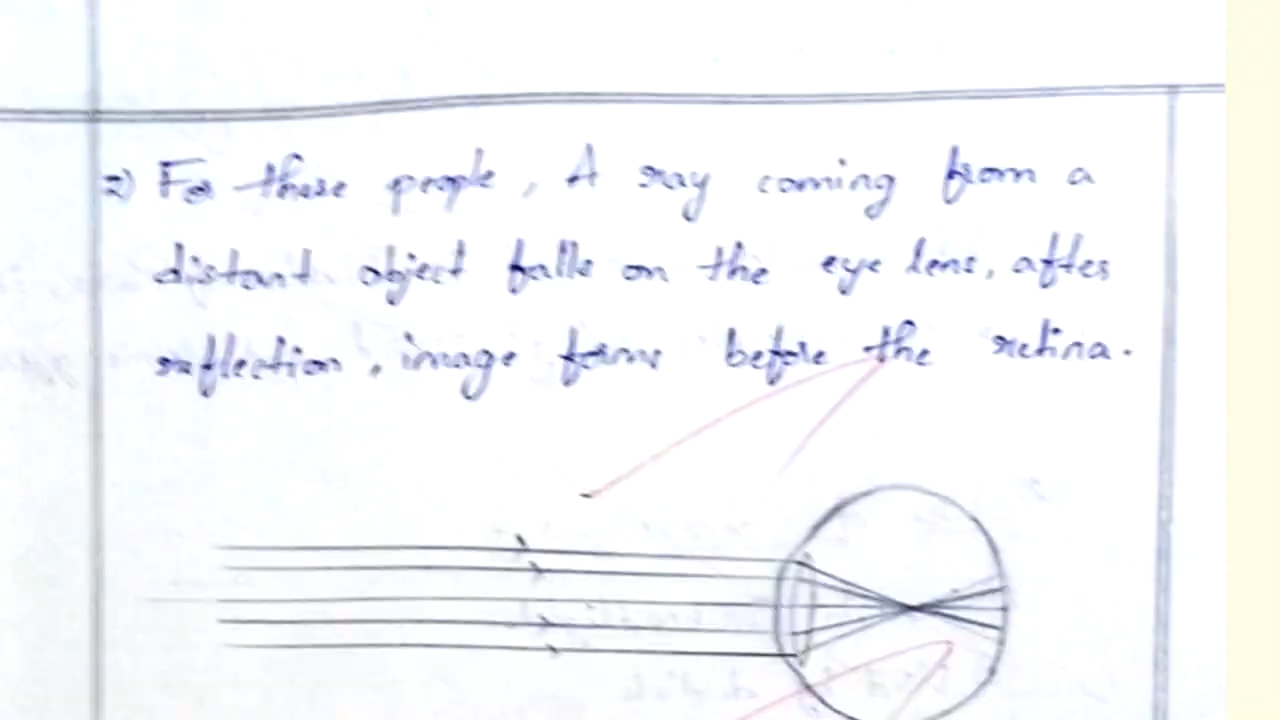 2) For these people, A ray coming from a
distant object falls on the eye lens, after
reflection, image forms before the retina.